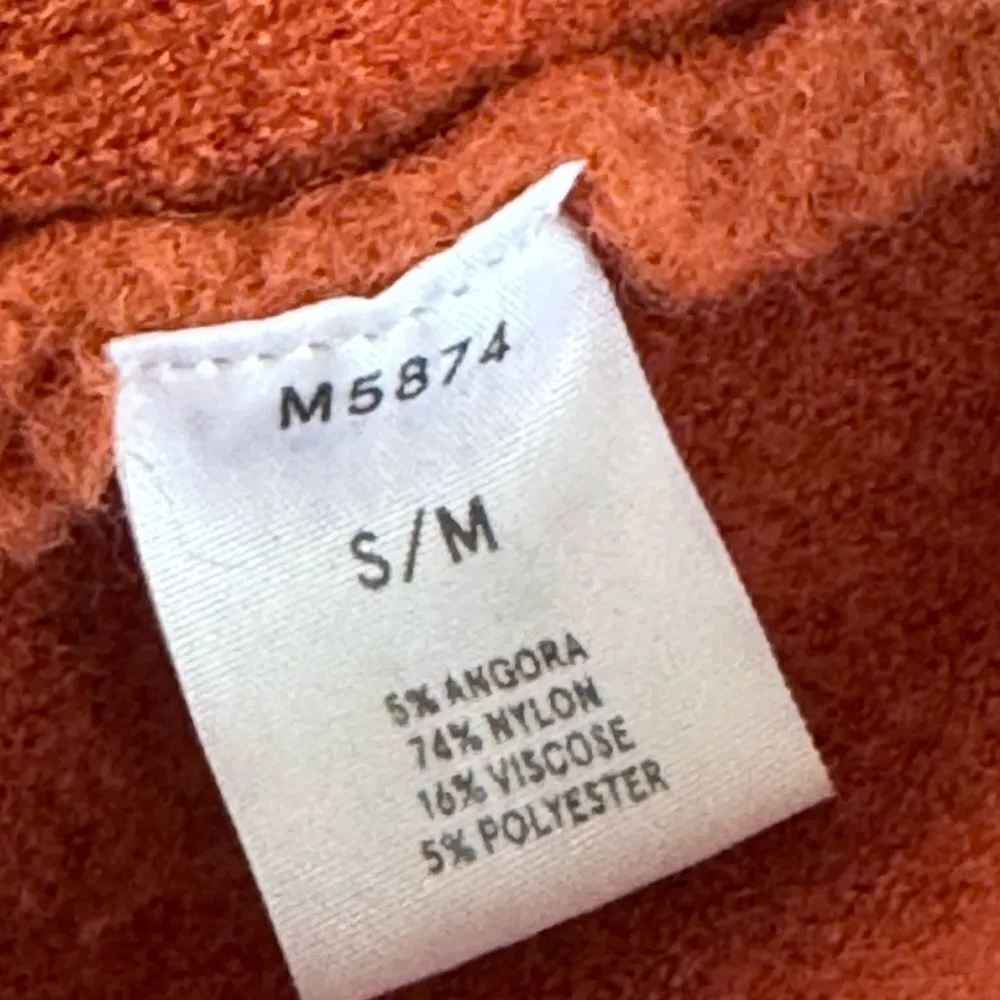 M5874
S/M
5% ANGORA
74% NYLON
16% VISCOSE
5% POLYESTER